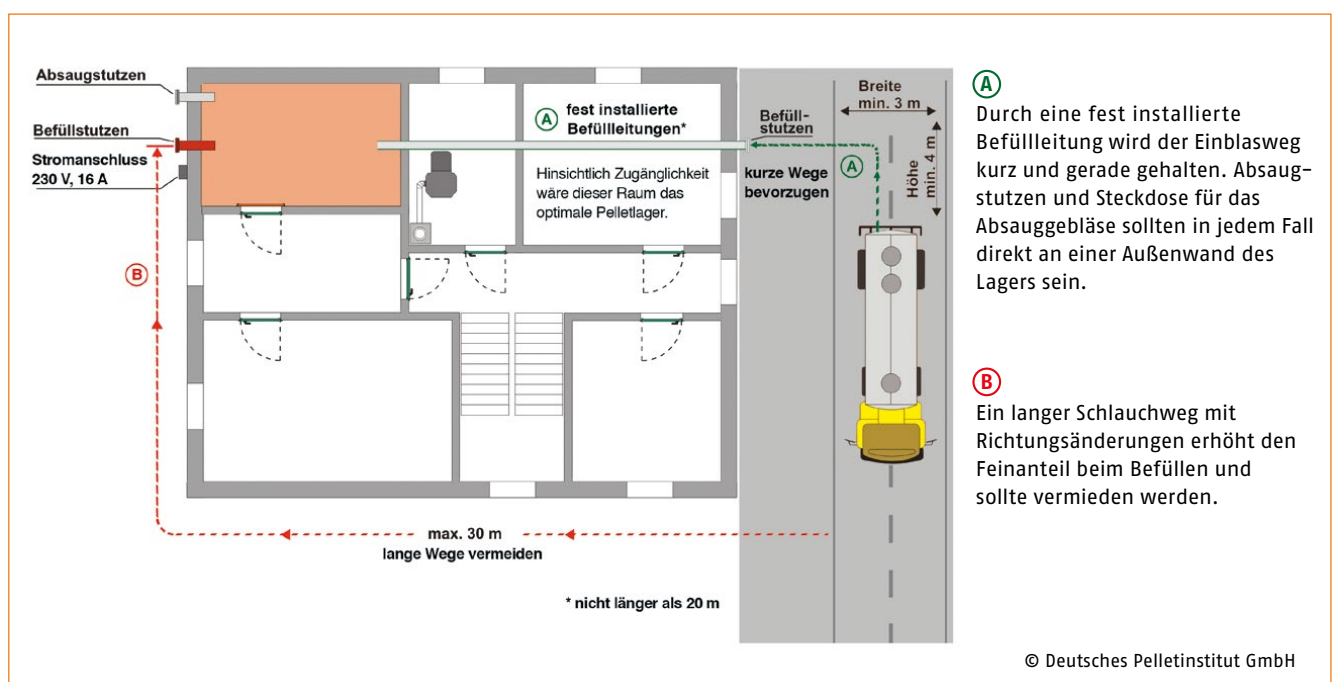 Absaugstutzen
Befüllstutzen
Stromanschluss
230 V, 16 A
A
fest installierte
Befüllleitungen*
Hinsichtlich Zugänglichkeit
wäre dieser Raum das
optimale Pelletlager.
Befüll-
stutzen
kurze Wege
bevorzugen
A
Breite
min. 3 m
Höhe
min. 4 m
B
max. 30 m
lange Wege vermeiden
* nicht länger als 20 m
A
Durch eine fest installierte
Befüllleitung wird der Einblasweg
kurz und gerade gehalten. Absaug-
stutzen und Steckdose für das
Absauggebläse sollten in jedem Fall
direkt an einer Außenwand des
Lagers sein.
B
Ein langer Schlauchweg mit
Richtungsänderungen erhöht den
Feinanteil beim Befüllen und
sollte vermieden werden.
© Deutsches Pelletinstitut GmbH